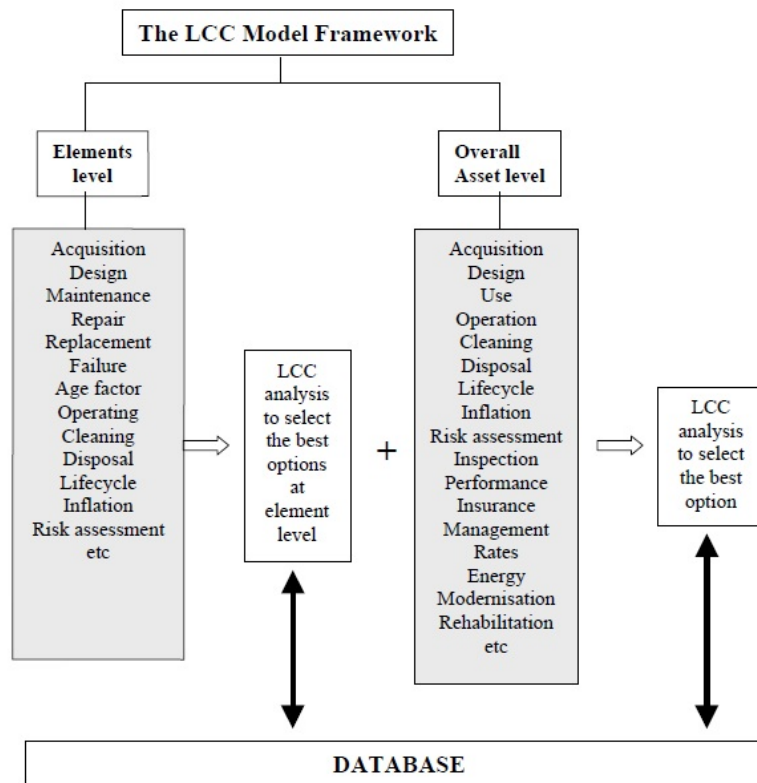 The LCC Model Framework
Elements
level
Overall
Asset level
Acquisition
Design
Maintenance
Repair
Replacement
Failure
Age factor
Operating
Cleaning
Disposal
Lifecycle
Inflation
Risk assessment
etc
LCC
analysis
to select
the best
options
at
element
level
+
Acquisition
Design
Use
Operation
Cleaning
Disposal
Lifecycle
Inflation
Risk assessment
Inspection
Performance
Insurance
Management
Rates
Energy
Modernisation
Rehabilitation
etc
LCC
analysis
to select
the best
option
DATABASE